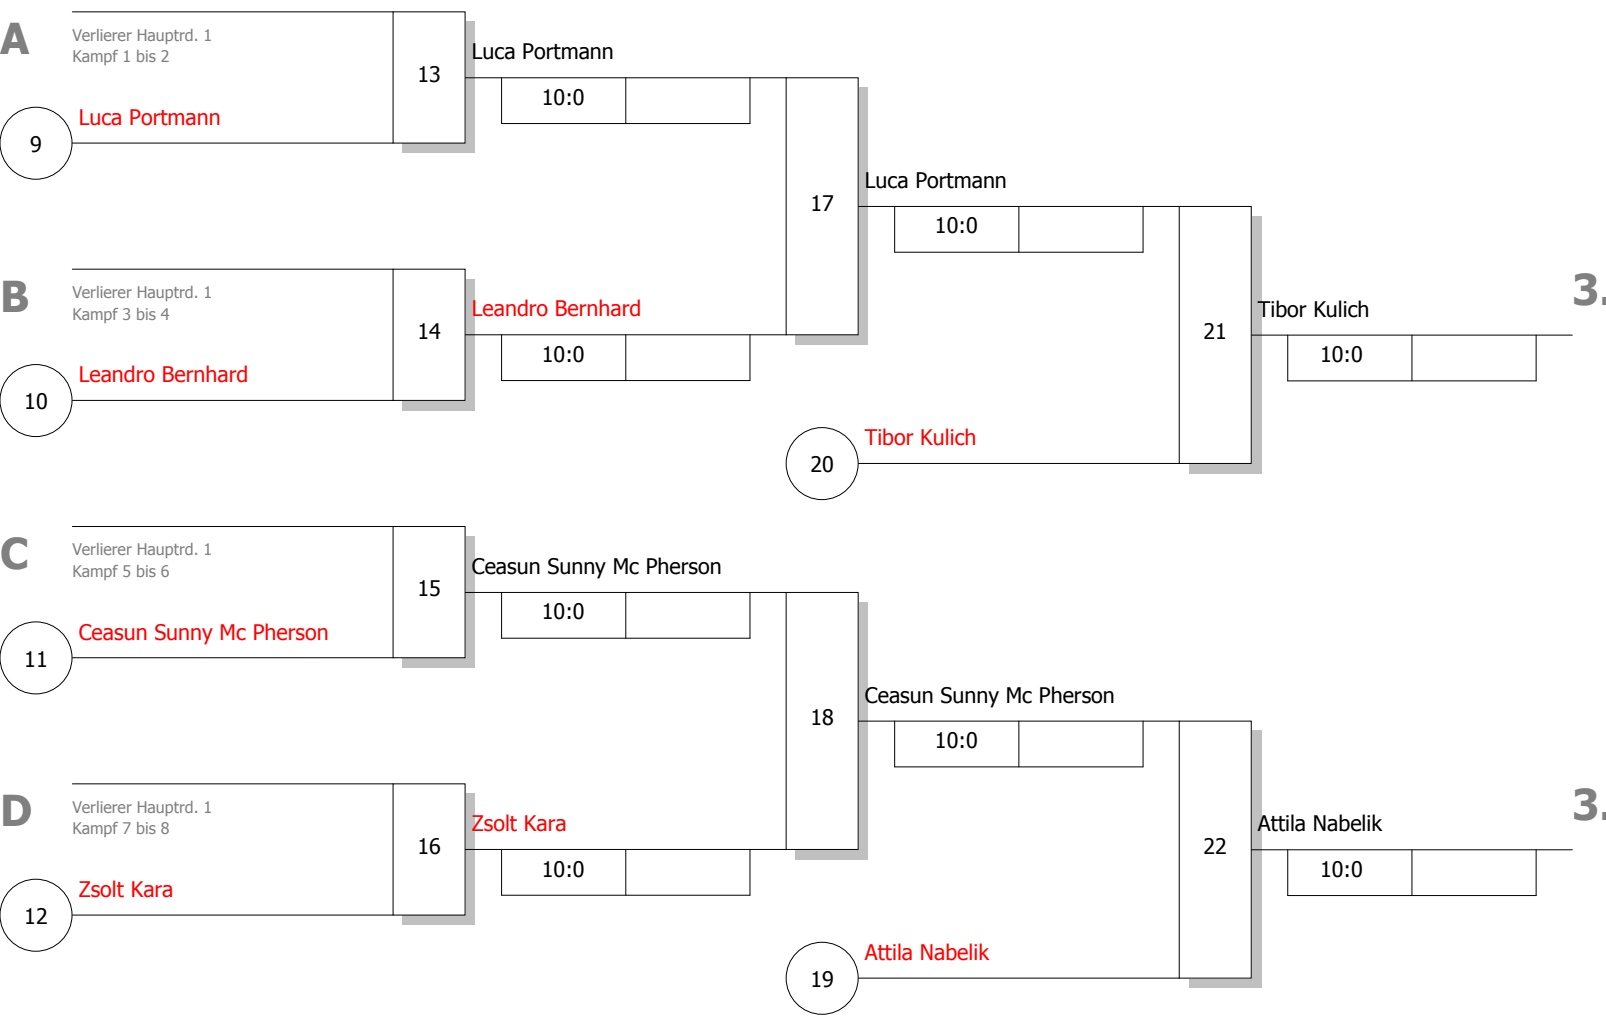 A
Verlierer Hauptrd. 1
Kampf 1 bis 2
13
Luca Portmann
10:0
Luca Portmann
9
17
Luca Portmann
10:0
B
Verlierer Hauptrd. 1
Kampf 3 bis 4
14
Leandro Bernhard
10:0
Leandro Bernhard
10
21
Tibor Kulich
10:0
3.
Tibor Kulich
20
C
Verlierer Hauptrd. 1
Kampf 5 bis 6
15
Ceasun Sunny Mc Pherson
10:0
Ceasun Sunny Mc Pherson
11
18
Ceasun Sunny Mc Pherson
10:0
D
Verlierer Hauptrd. 1
Kampf 7 bis 8
16
Zsolt Kara
10:0
Zsolt Kara
12
22
Attila Nabelik
10:0
3.
Attila Nabelik
19